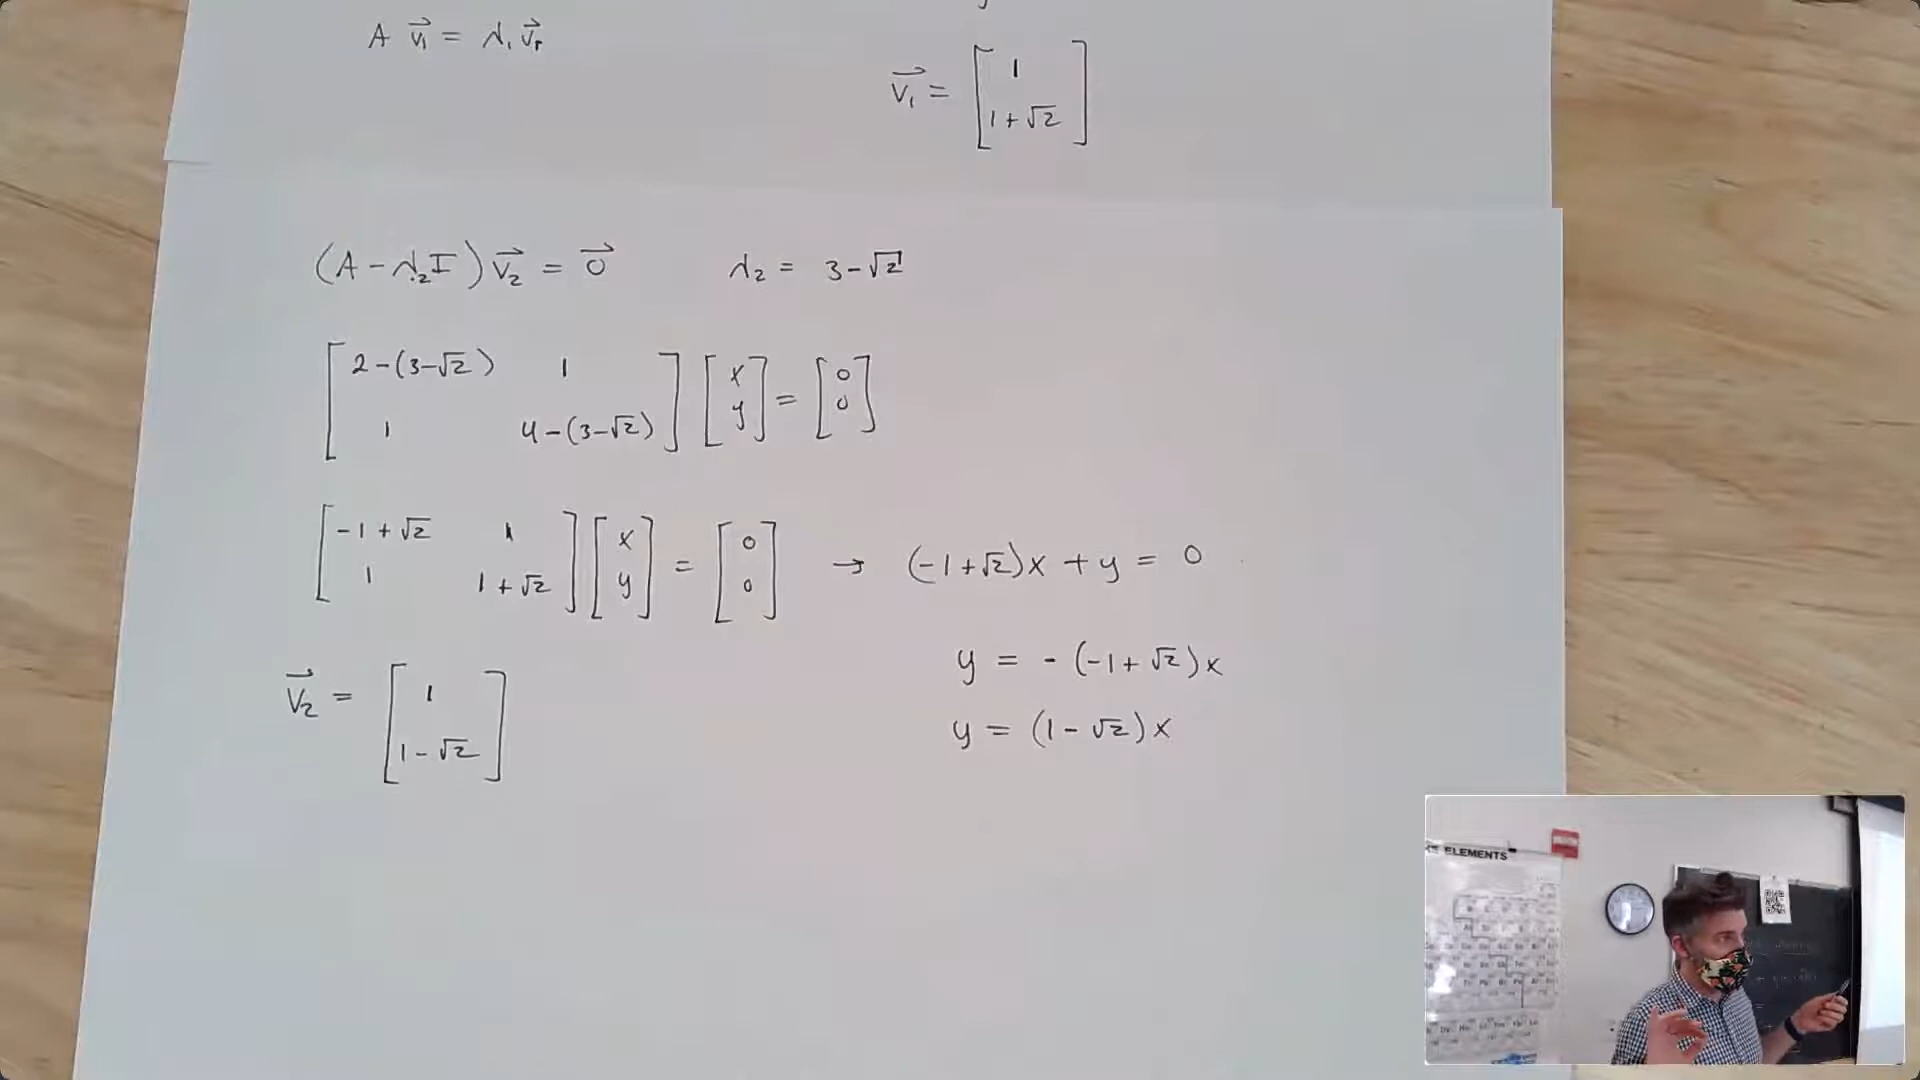 A v⃗₁ = λ₁ v⃗₁
v⃗₁ = [ 1
1+√2 ]
(A - λ₂I) v⃗₂ = 0⃗ λ₂ = 3-√2
[ 2-(3-√2) 1
1 4-(3-√2) ] [ x
y ] = [ 0
0 ]
[ -1+√2 1
1 1+√2 ] [ x
y ] = [ 0
0 ] → (-1+√2)x + y = 0
y = -(-1+√2)x
y = (1-√2)x
v⃗₂ = [ 1
1-√2 ]
ELEMENTS